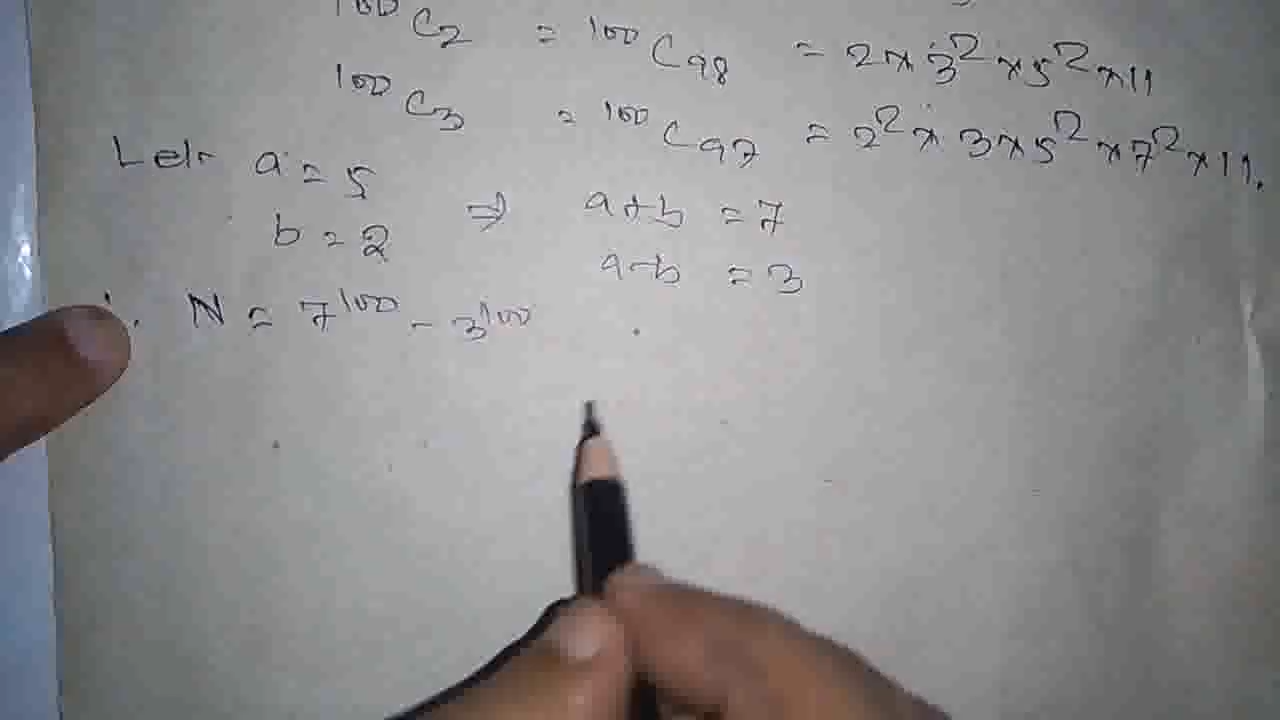 ¹⁰⁰C₂ = ¹⁰⁰C₉₈ = 2×3²×5²×11
¹⁰⁰C₃ = ¹⁰⁰C₉₇ = 2²×3×5²×7²×11.
Let a = 5
b = 2 ⇒ a+b = 7
a-b = 3
N = 7¹⁰⁰ - 3¹⁰⁰